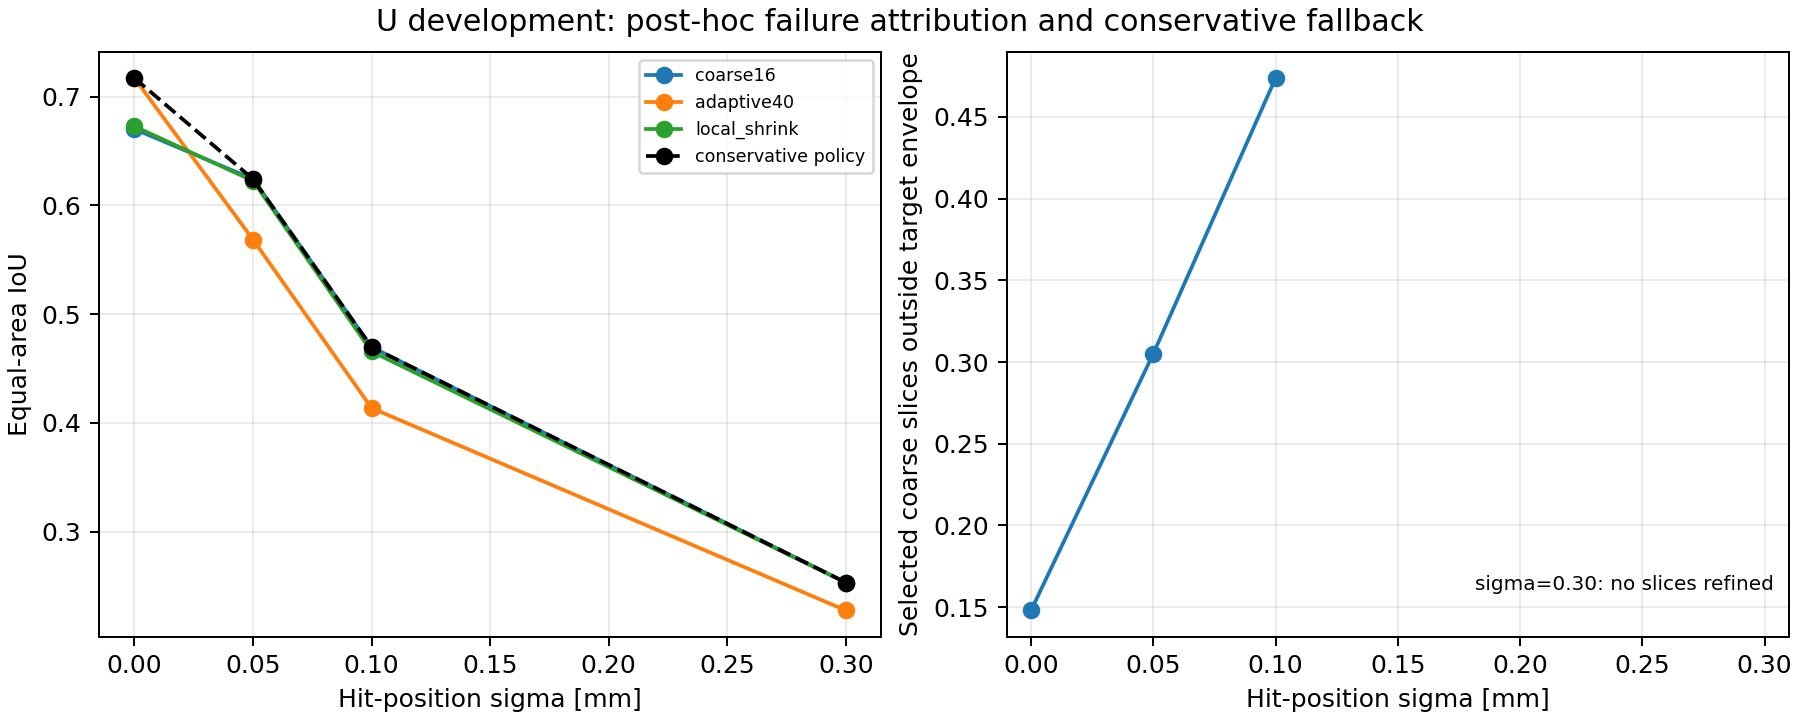 U development: post-hoc failure attribution and conservative fallback
Equal-area IoU
0.7
0.6
0.5
0.4
0.3
coarse16
adaptive40
local_shrink
conservative policy
0.00 0.05 0.10 0.15 0.20 0.25 0.30
Hit-position sigma [mm]
Selected coarse slices outside target envelope
0.45
0.40
0.35
0.30
0.25
0.20
0.15
sigma=0.30: no slices refined
0.00 0.05 0.10 0.15 0.20 0.25 0.30
Hit-position sigma [mm]